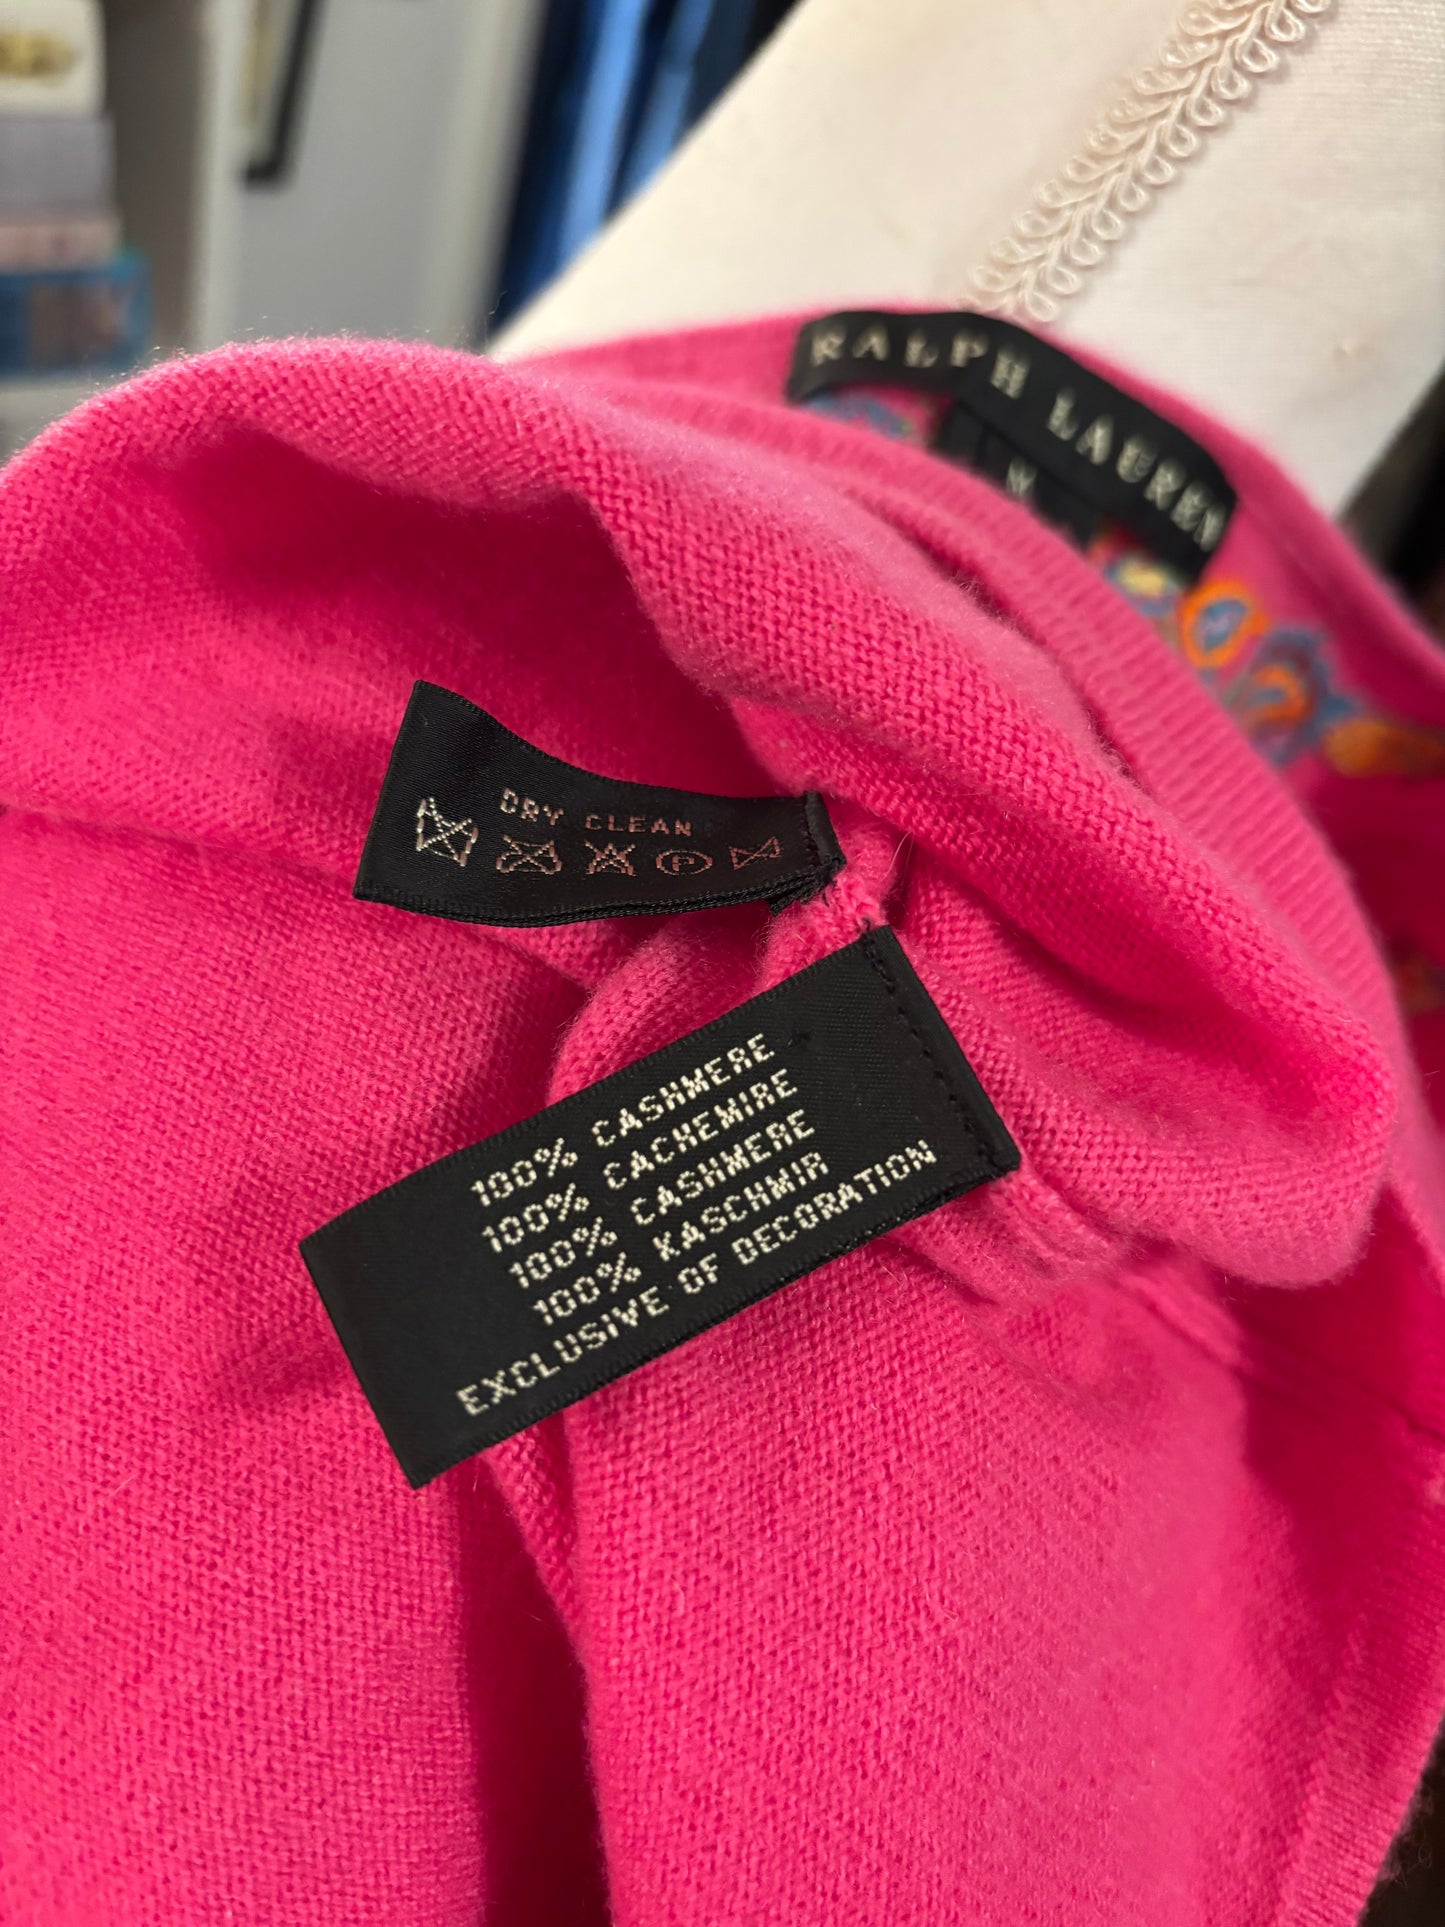 RALPH LAUREN
M
DRY CLEAN
P
100% CASHMERE
100% CACHEMIRE
100% CASHMERE
100% KASCHMIR
EXCLUSIVE OF DECORATION